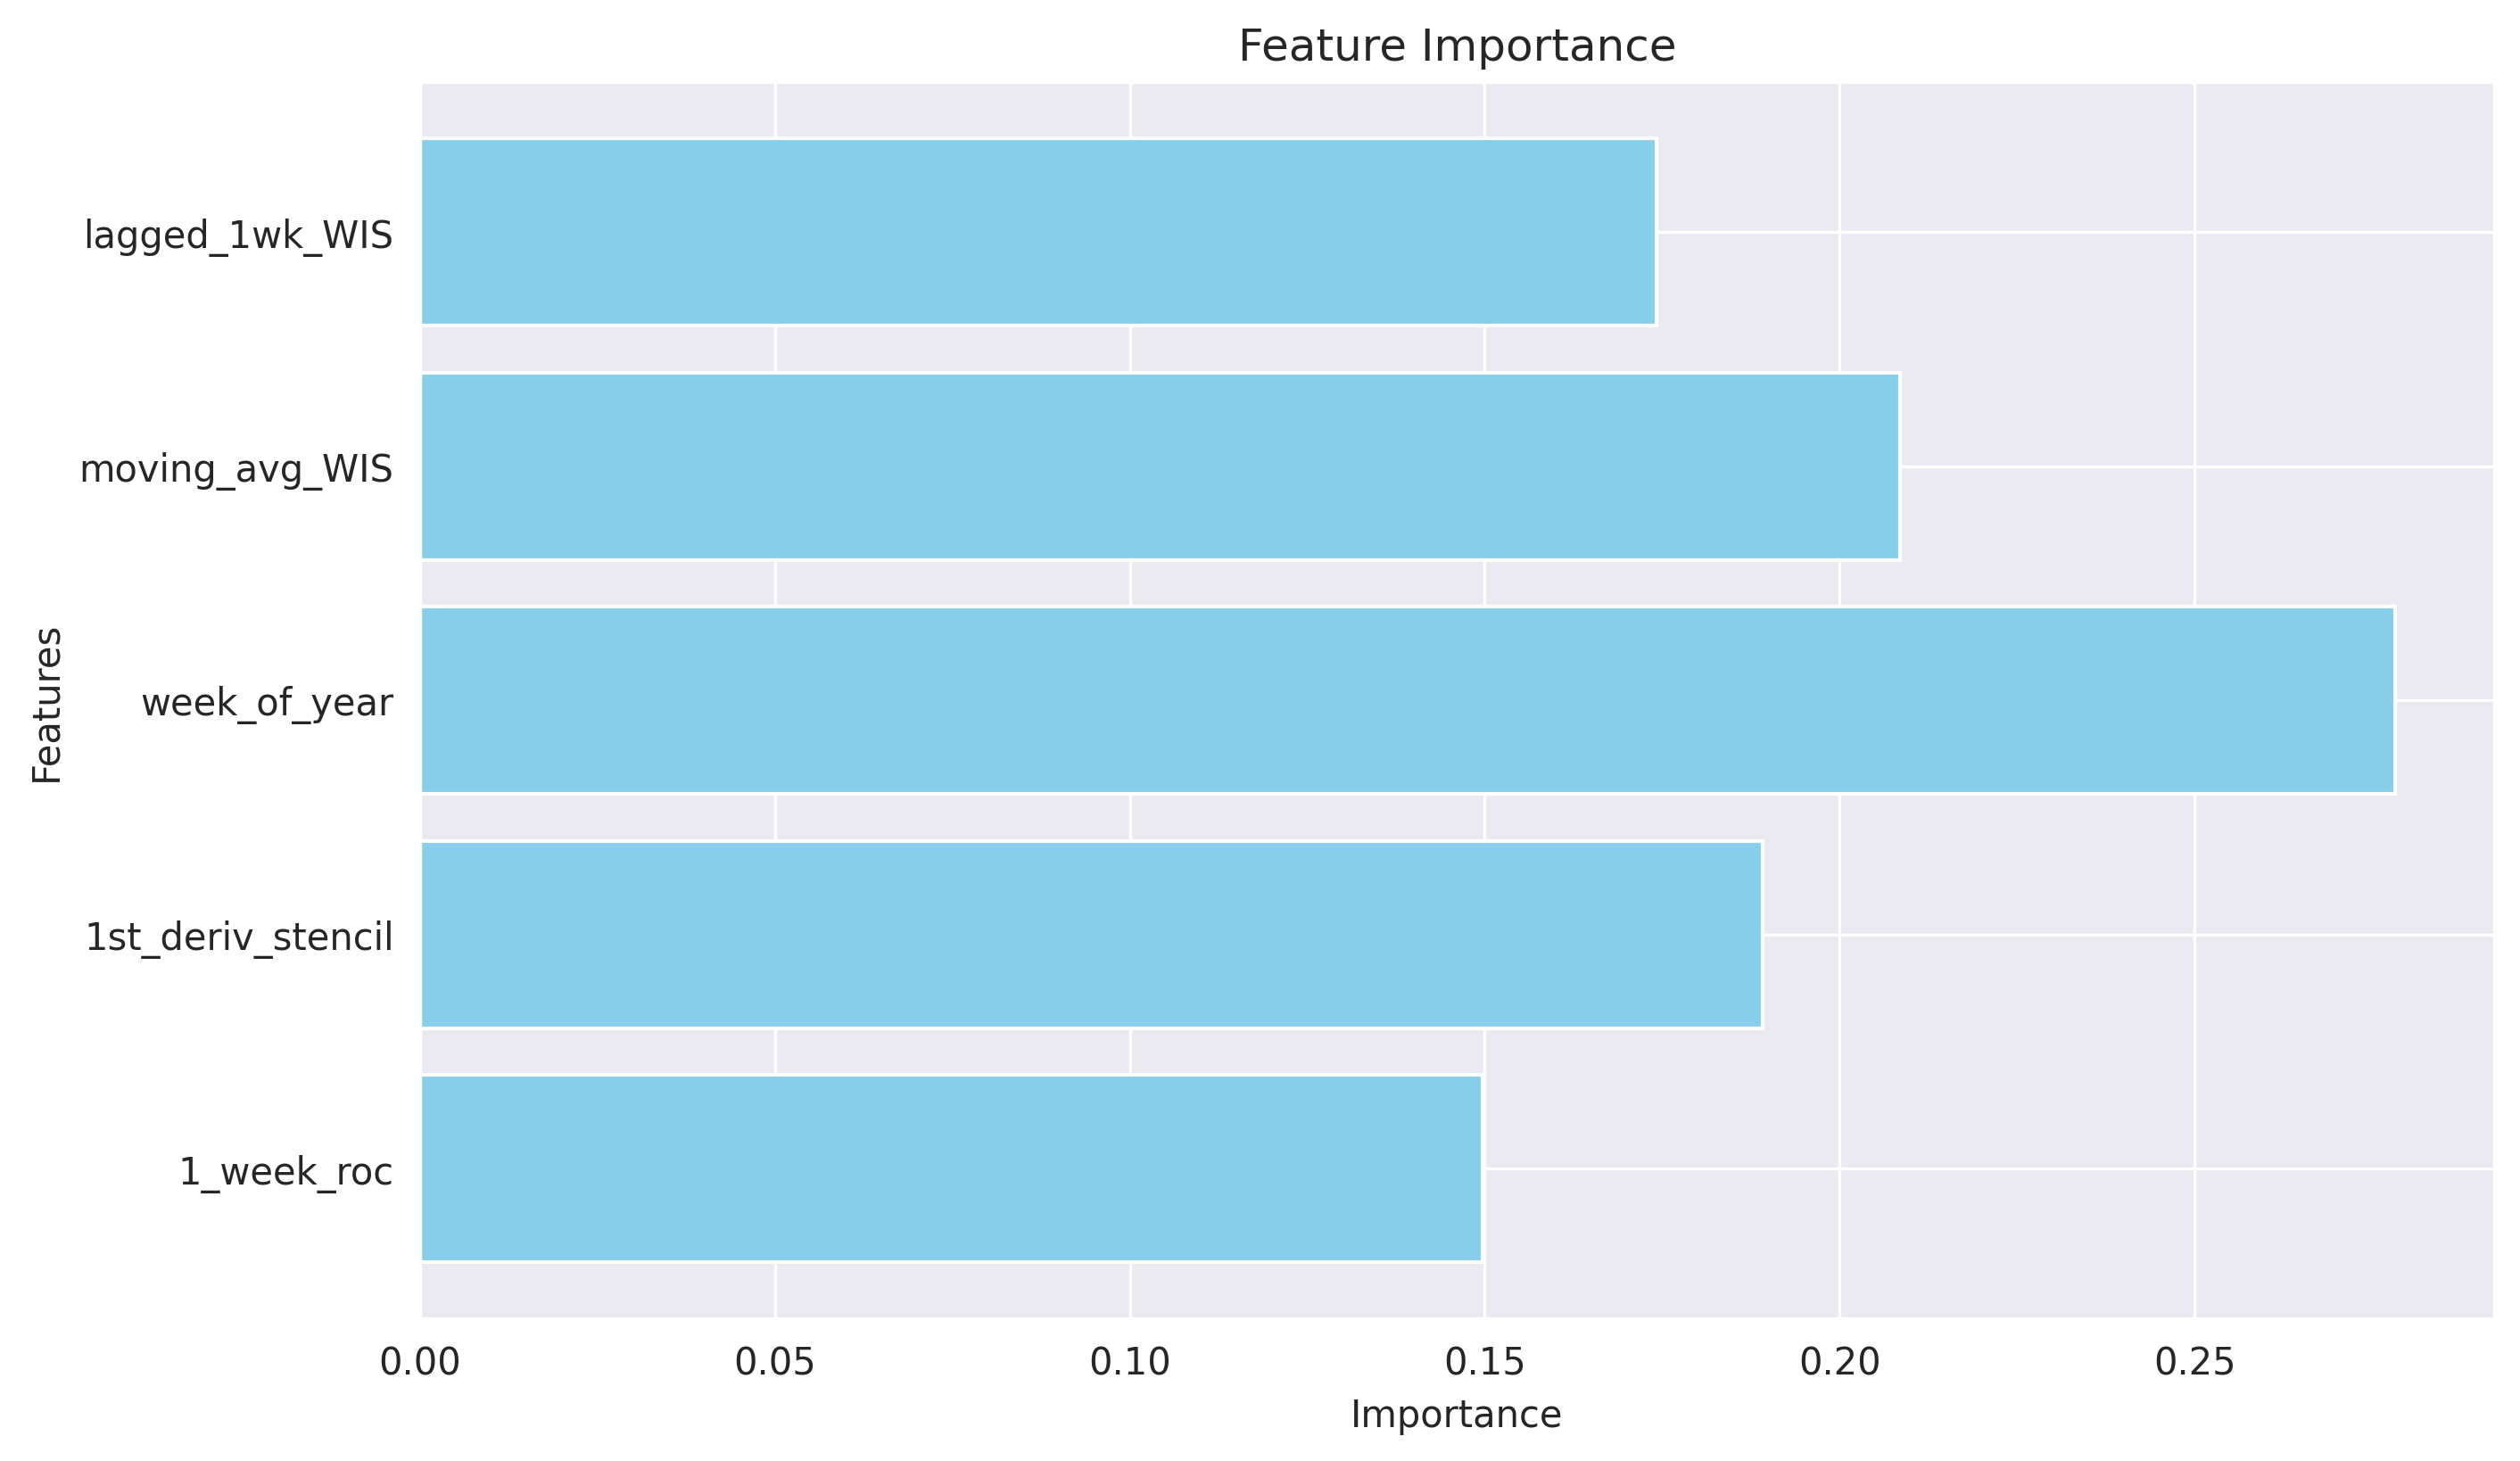 Feature Importance
lagged_1wk_WIS
moving_avg_WIS
week_of_year
1st_deriv_stencil
1_week_roc
Features
0.00 0.05 0.10 0.15 0.20 0.25
Importance